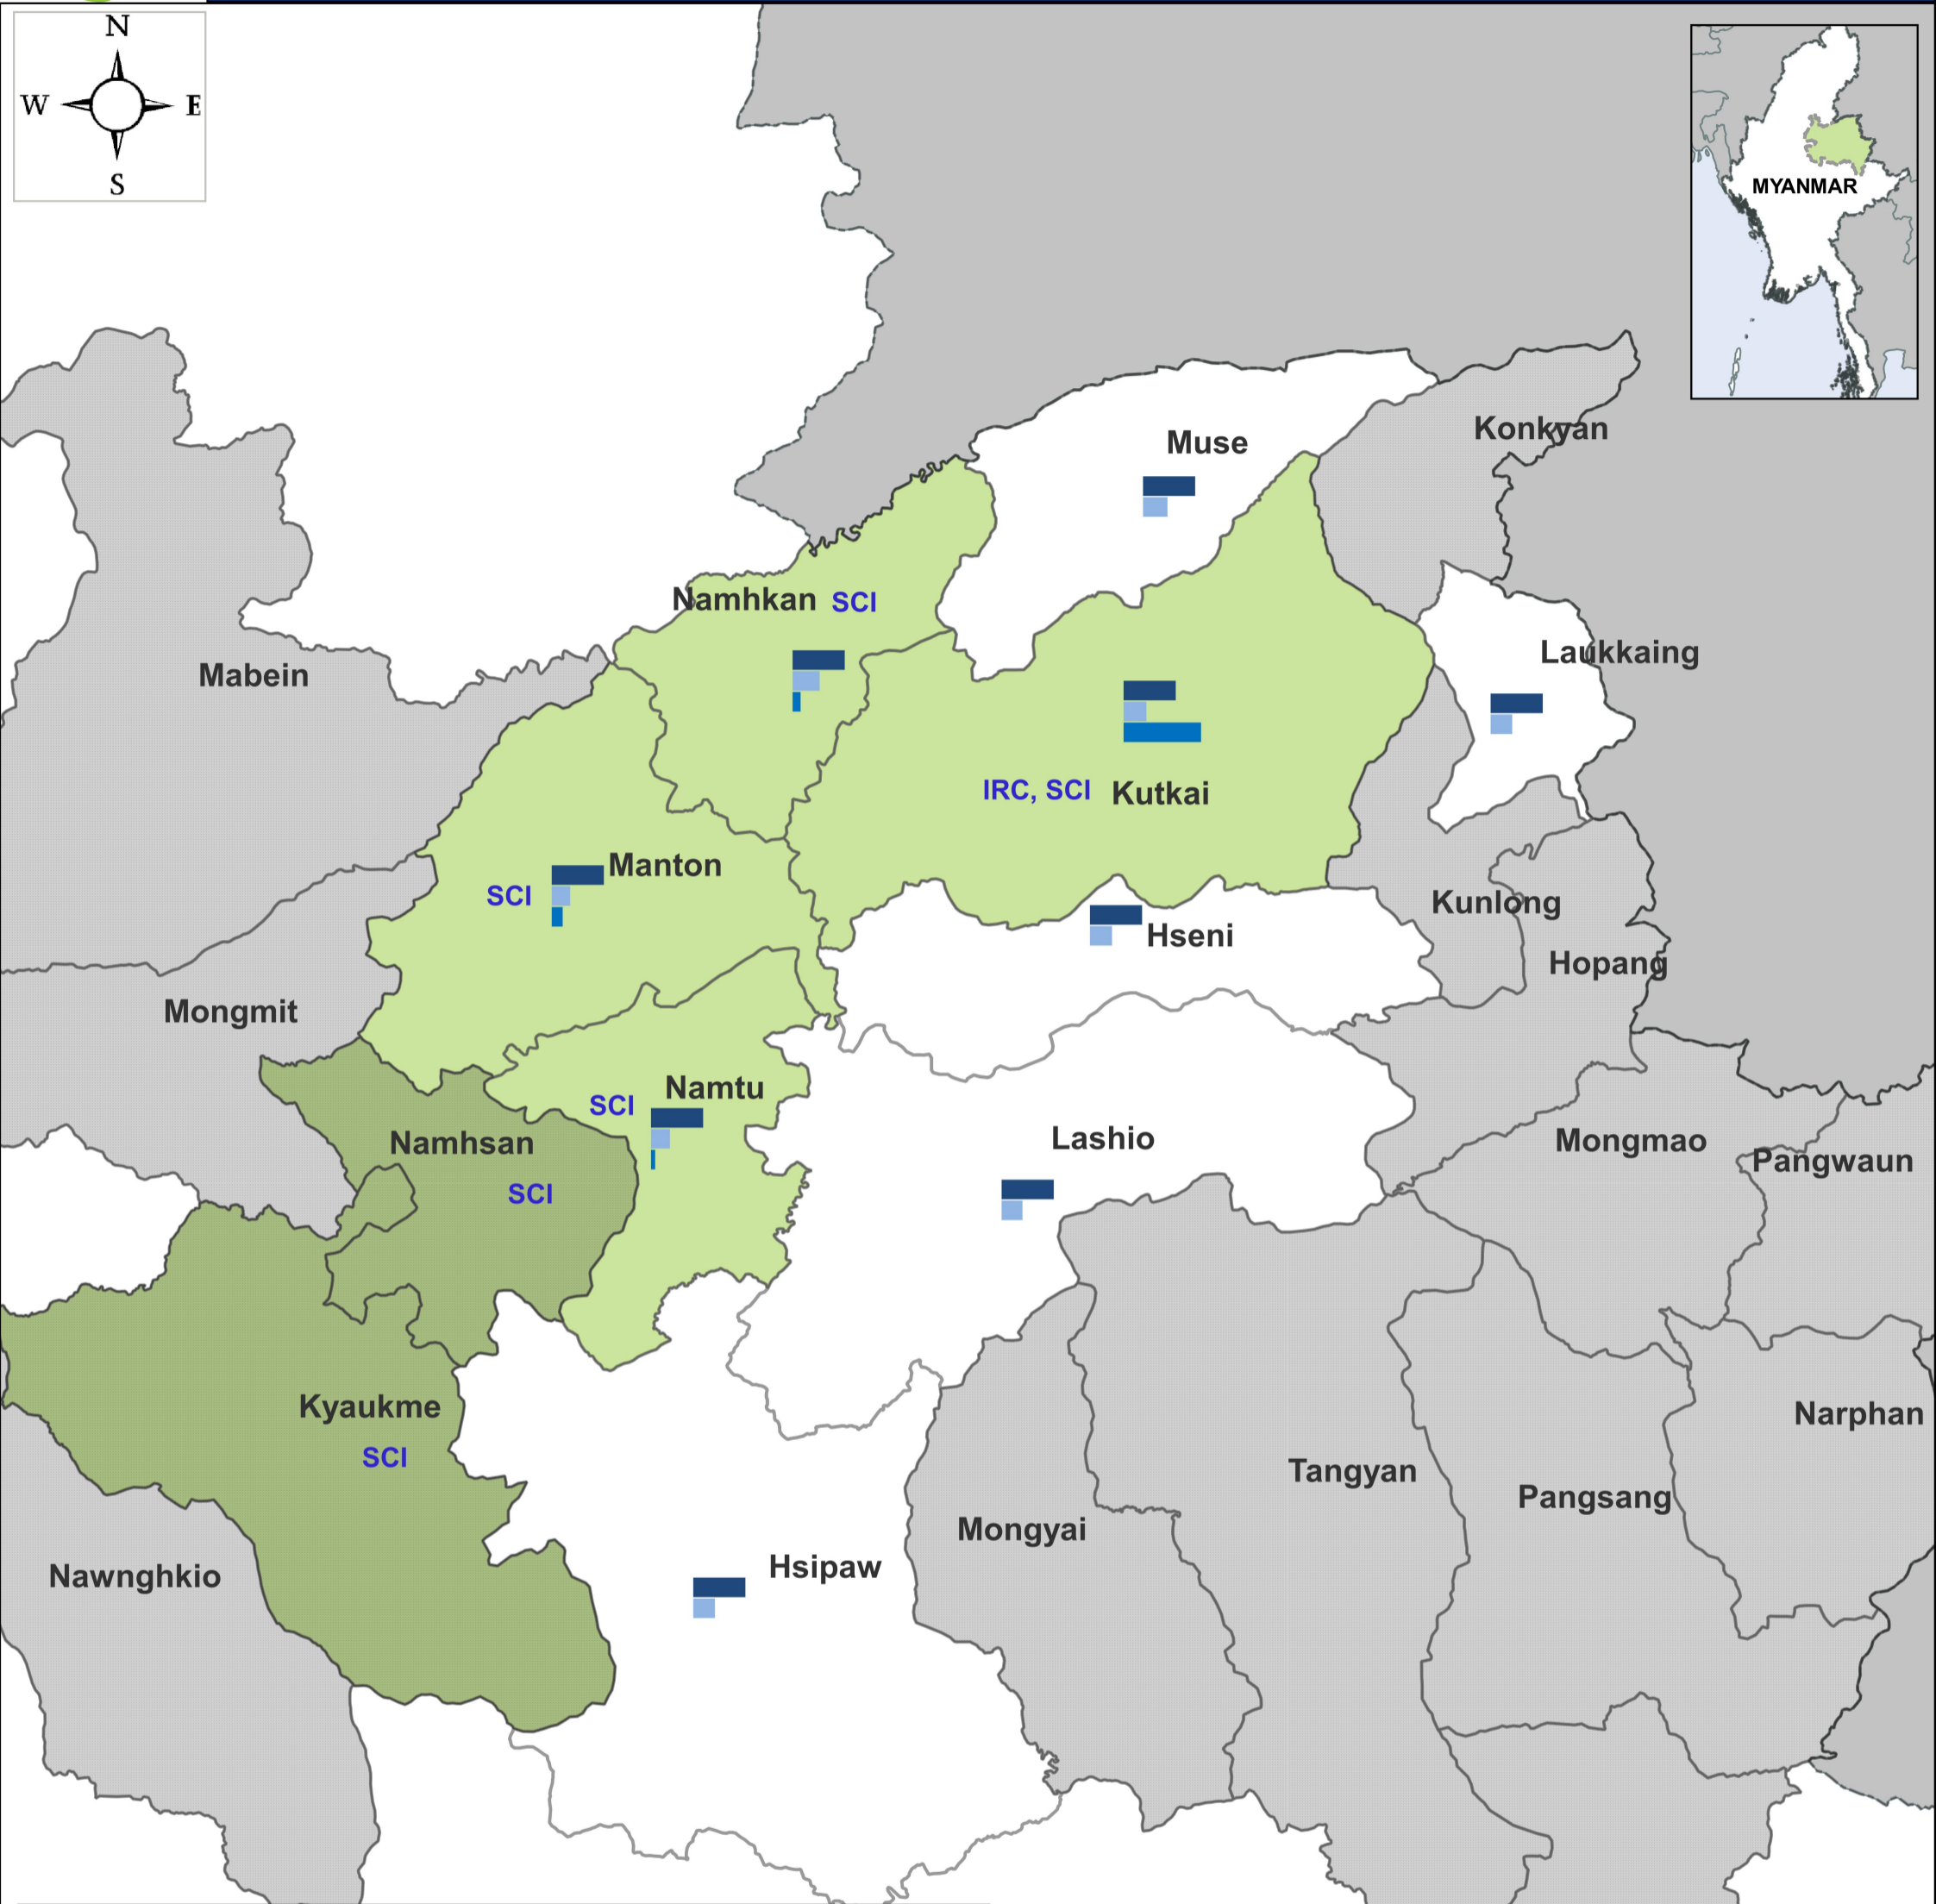 N
W E
S
MYANMAR
Konkyan
Muse
Namhkan SCI
Laukkaing
Mabein
IRC, SCI Kutkai
Manton
SCI
Kunlong
Hseni
Hopang
Mongmit
Namtu
SCI
Namhsan
Lashio
Mongmao
Pangwaun
SCI
Kyaukme
Narphan
SCI
Tangyan
Pangsang
Mongyai
Hsipaw
Nawnghkio